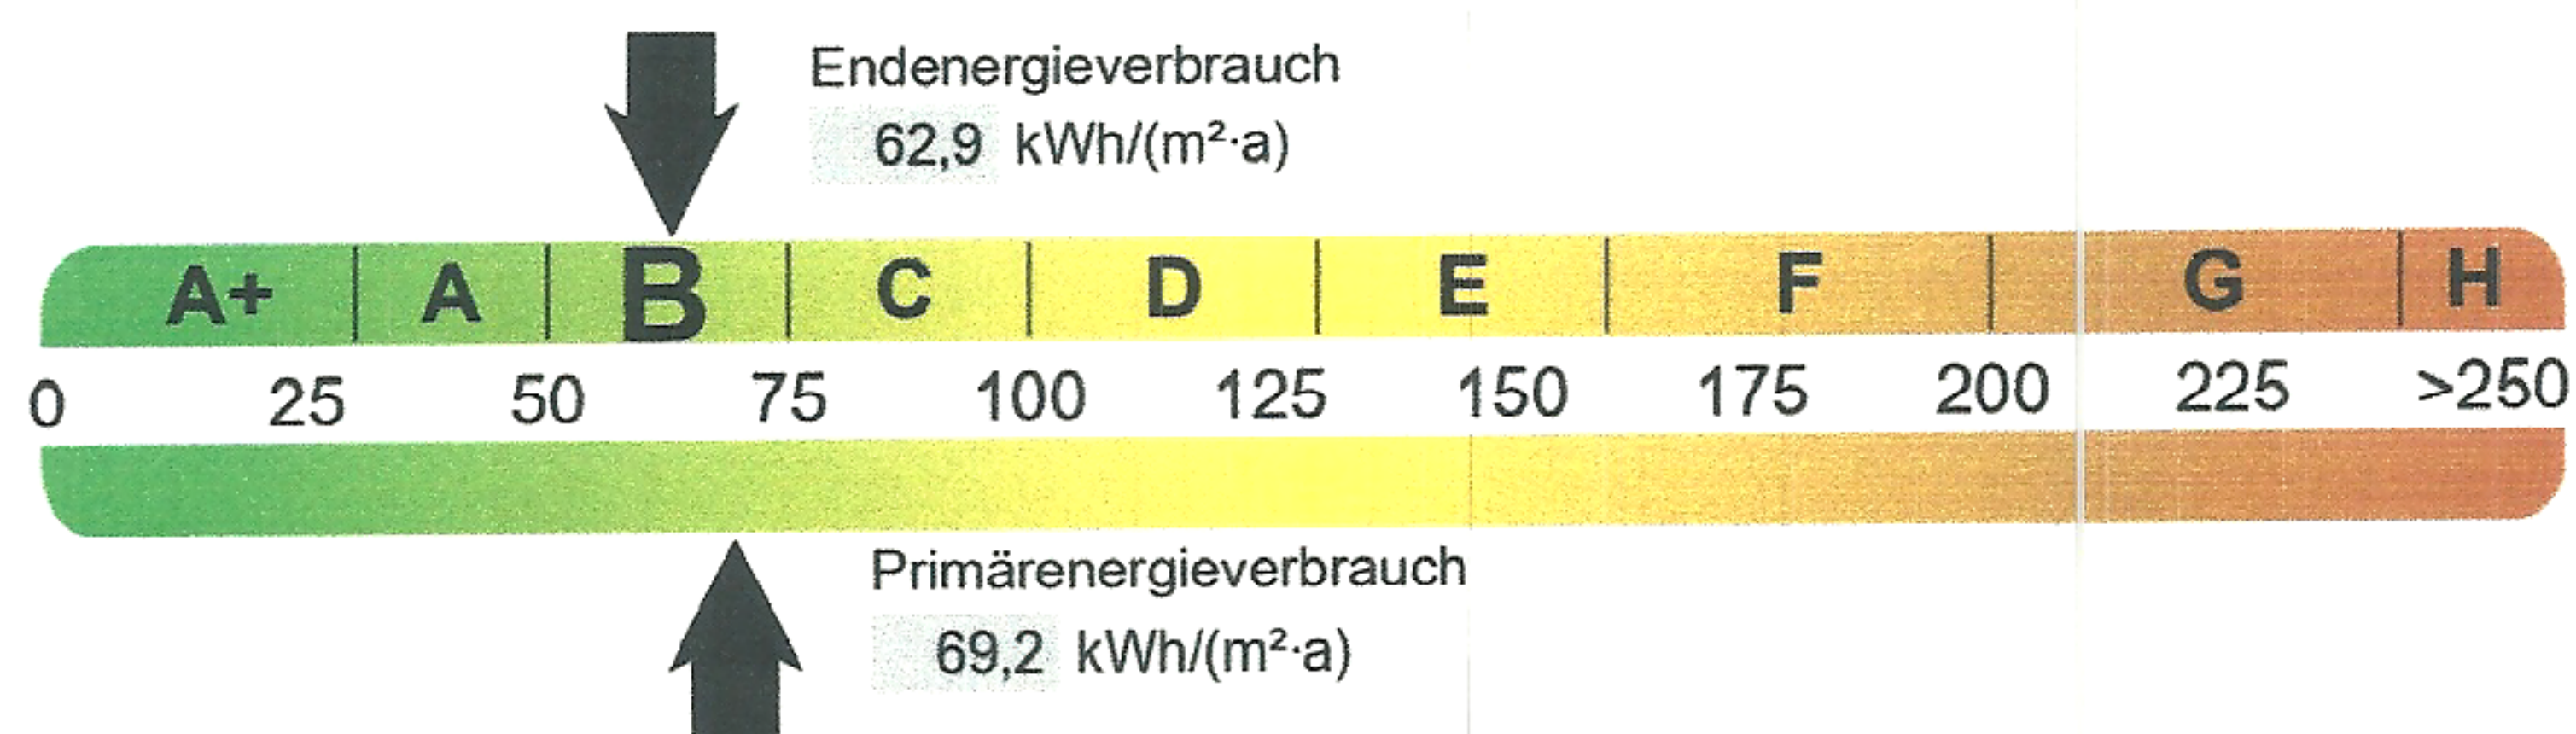 Endenergieverbrauch
62,9 kWh/(m²·a)
A+ A B C D E F G H
0 25 50 75 100 125 150 175 200 225 >250
Primärenergieverbrauch
69,2 kWh/(m²·a)